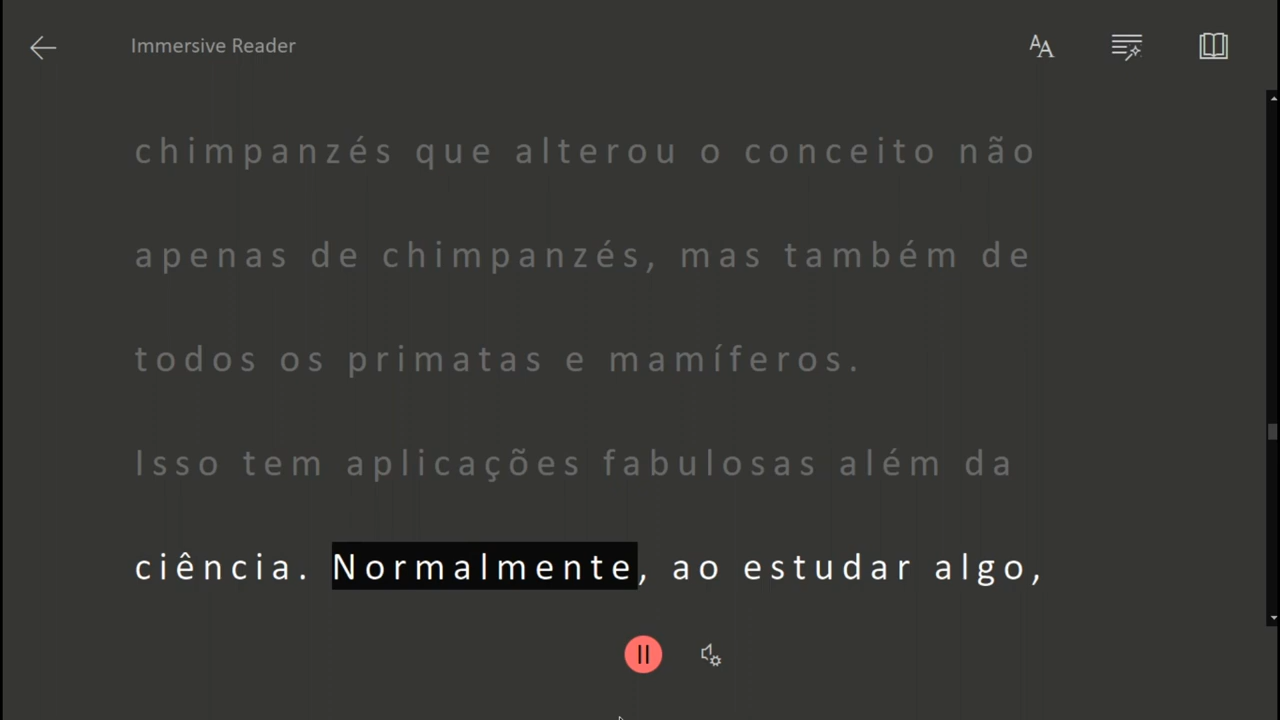 Immersive Reader
chimpanzés que alterou o conceito não
apenas de chimpanzés, mas também de
todos os primatas e mamíferos.
Isso tem aplicações fabulosas além da
ciência. Normalmente, ao estudar algo,